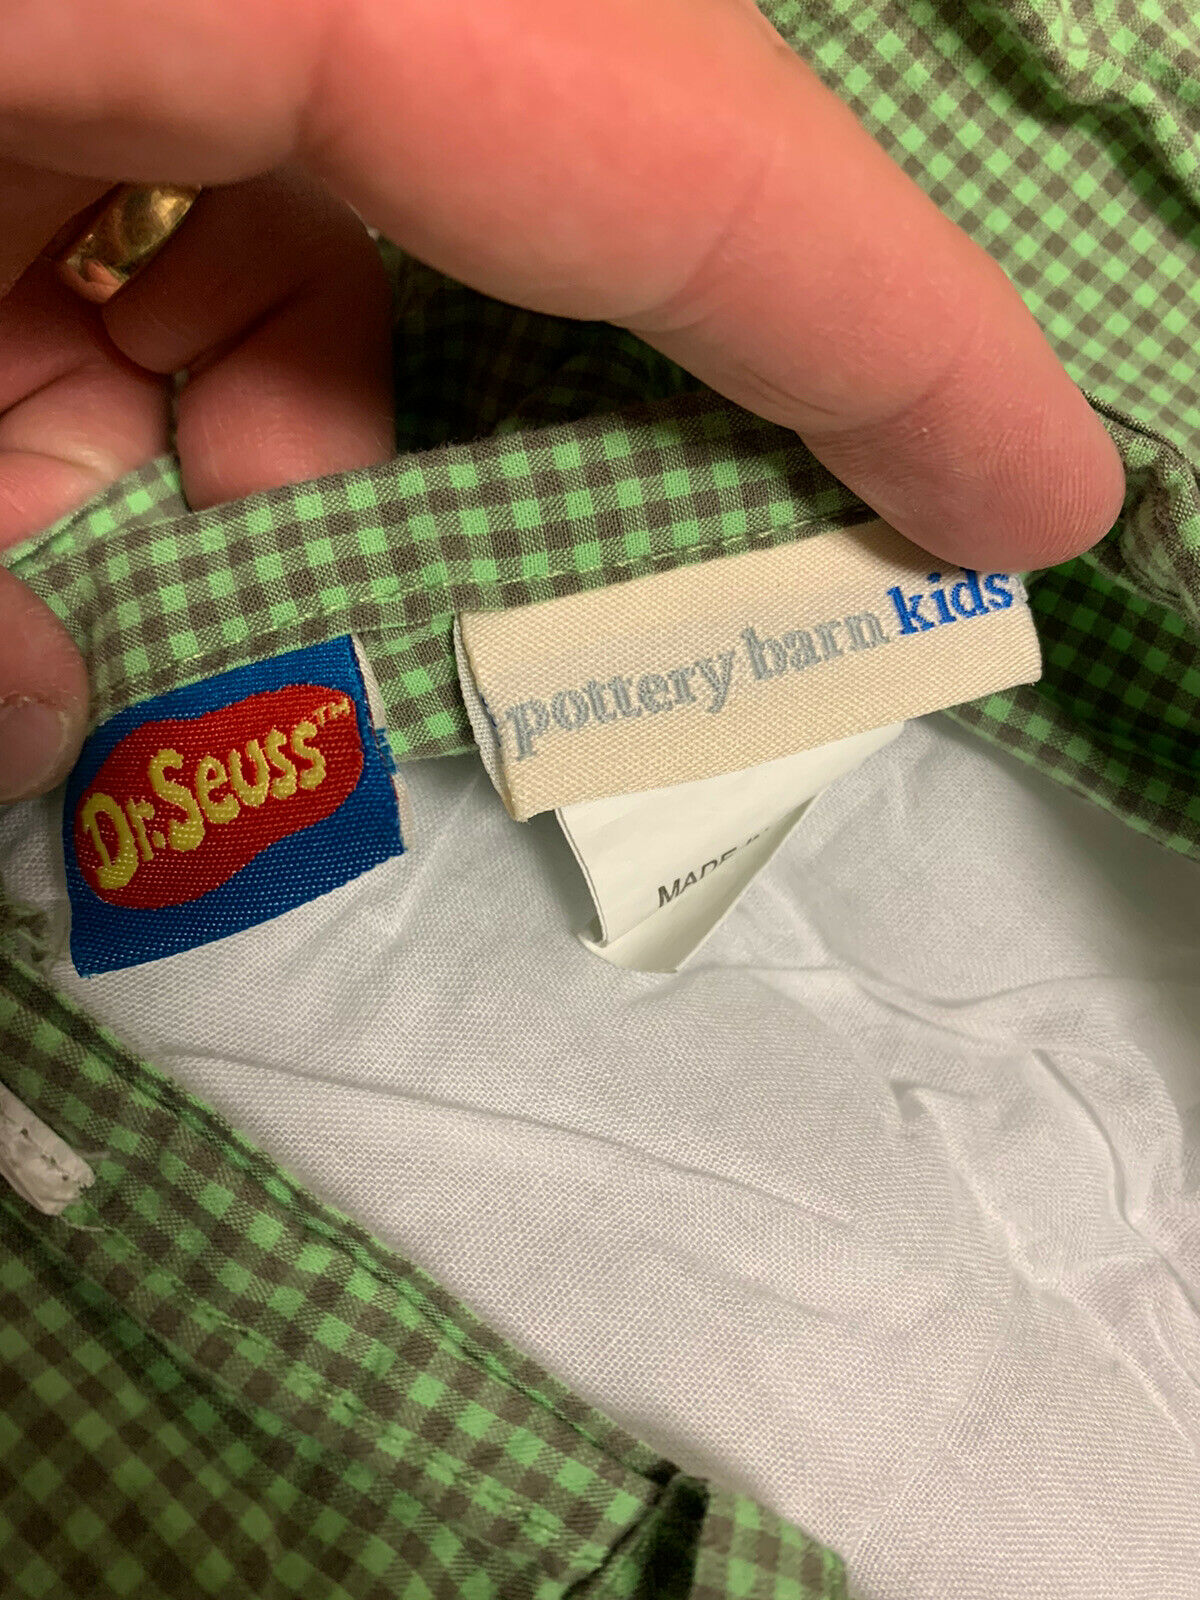 Dr. Seuss™
pottery barn kids
MADE